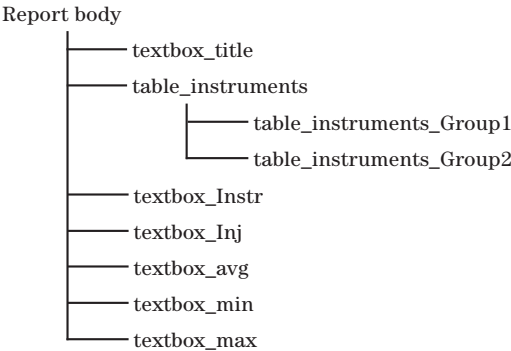 Report body
textbox_title
table_instruments
table_instruments_Group1
table_instruments_Group2
textbox_Instr
textbox_Inj
textbox_avg
textbox_min
textbox_max